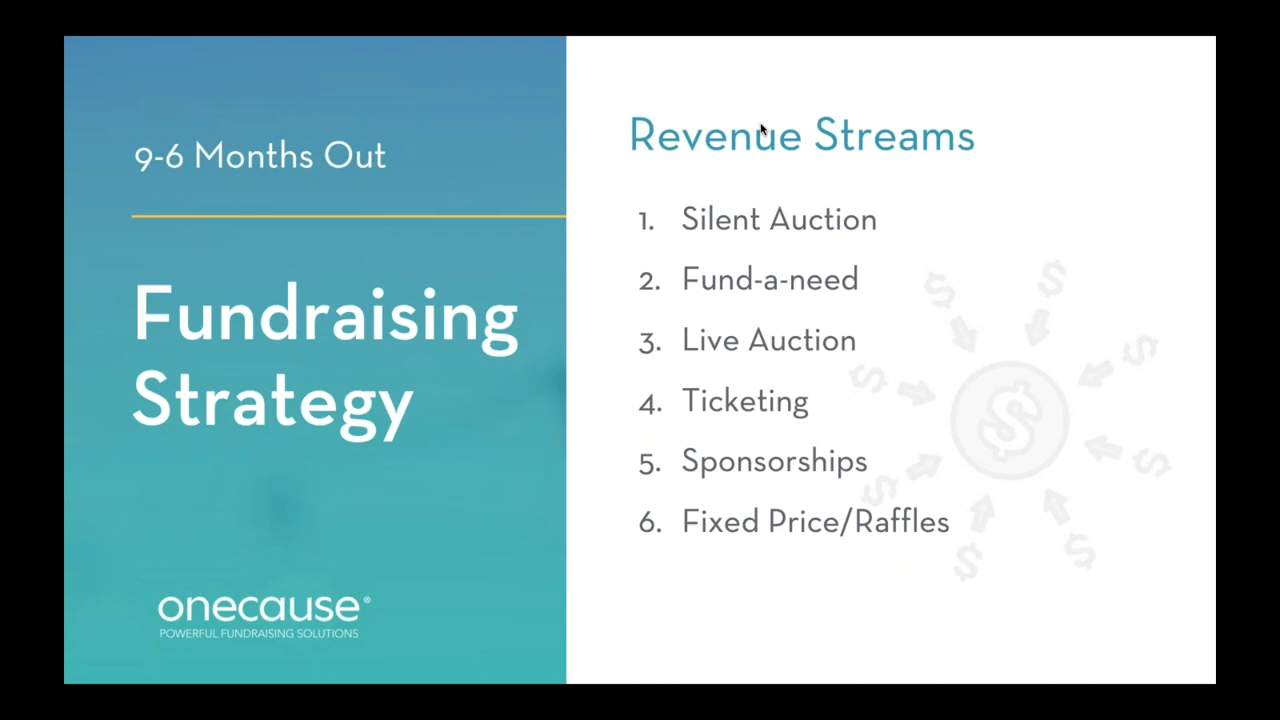 9-6 Months Out
Fundraising
Strategy
onecause®
POWERFUL FUNDRAISING SOLUTIONS
Revenue Streams
1. Silent Auction
2. Fund-a-need
3. Live Auction
4. Ticketing
5. Sponsorships
6. Fixed Price/Raffles